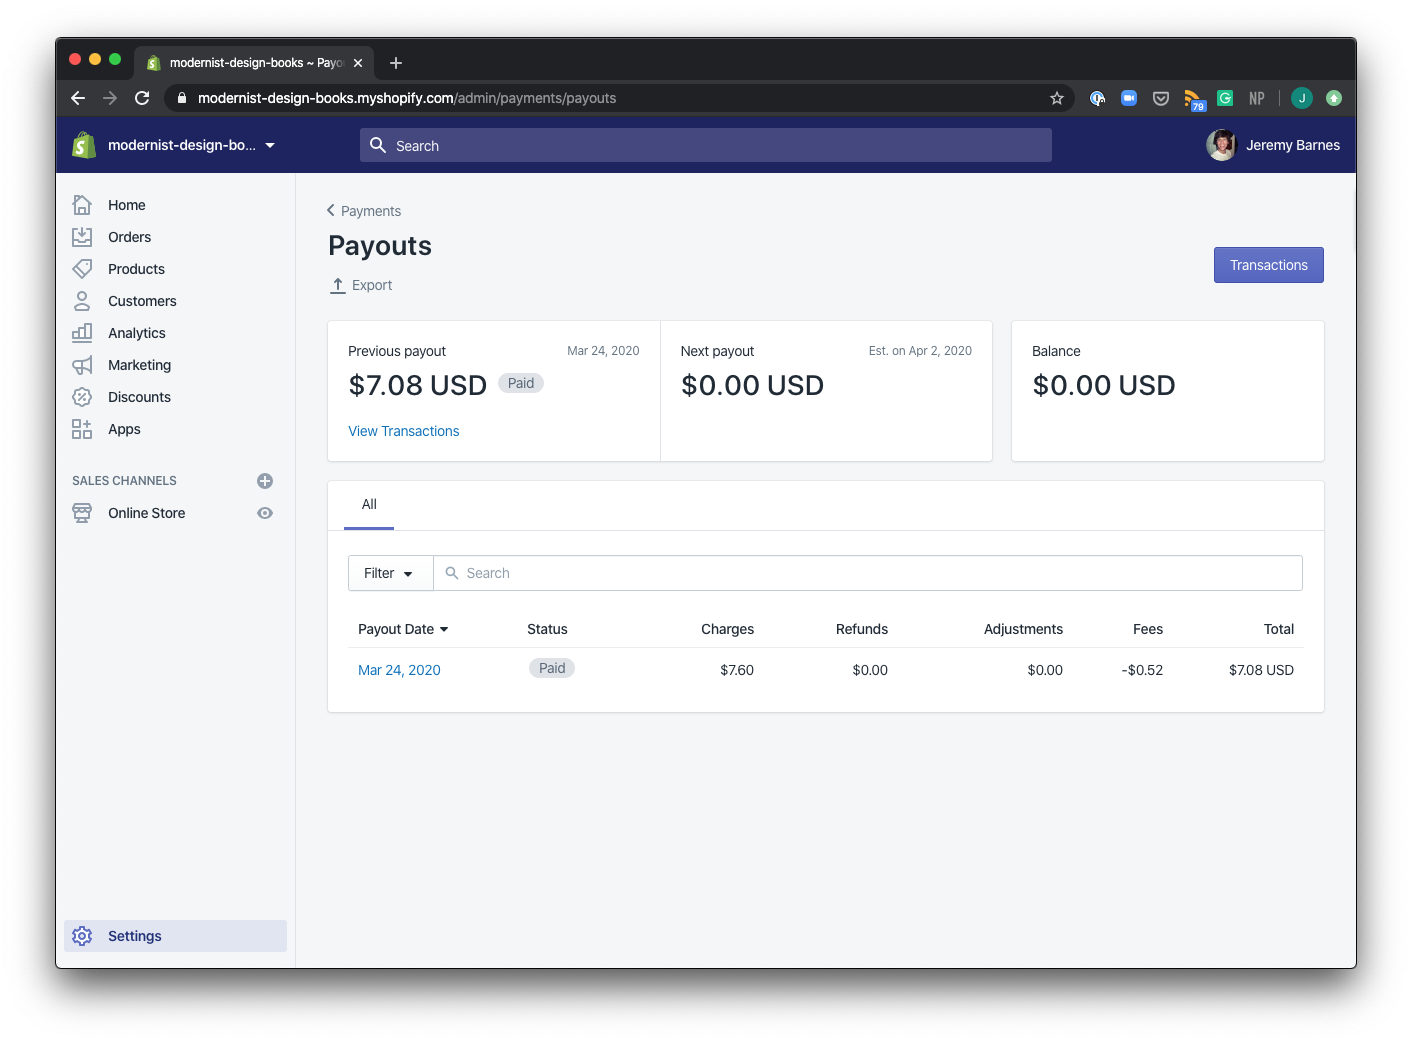 modernist-design-books ~ Payo
modernist-design-books.myshopify.com/admin/payments/payouts
79
G
NP
J
modernist-design-bo...
Search
Jeremy Barnes
Home
Orders
Products
Customers
Analytics
Marketing
Discounts
Apps
SALES CHANNELS
Online Store
Settings
Payments
Payouts
Export
Transactions
Previous payout
Mar 24, 2020
$7.08 USD
Paid
View Transactions
Next payout
Est. on Apr 2, 2020
$0.00 USD
Balance
$0.00 USD
All
Filter
Search
Payout Date Status Charges Refunds Adjustments Fees Total
Mar 24, 2020 Paid $7.60 $0.00 $0.00 -$0.52 $7.08 USD